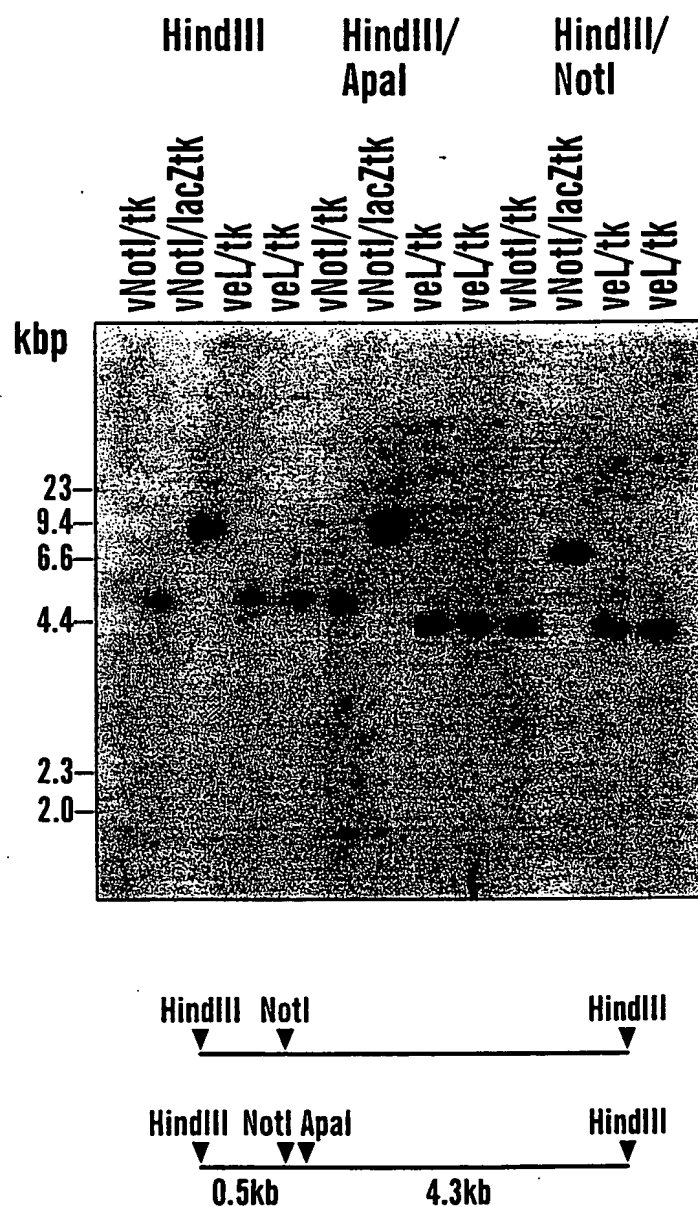 HindIII HindIII/ HindIII/
ApaI NotI
vNotI/tk
vNotI/lacZtk
veL/tk
veL/tk
vNotI/tk
vNotI/lacZtk
veL/tk
veL/tk
vNotI/tk
vNotI/lacZtk
veL/tk
veL/tk
kbp
23
9.4
6.6
4.4
2.3
2.0
HindIII NotI HindIII
HindIII NotI ApaI HindIII
0.5kb 4.3kb